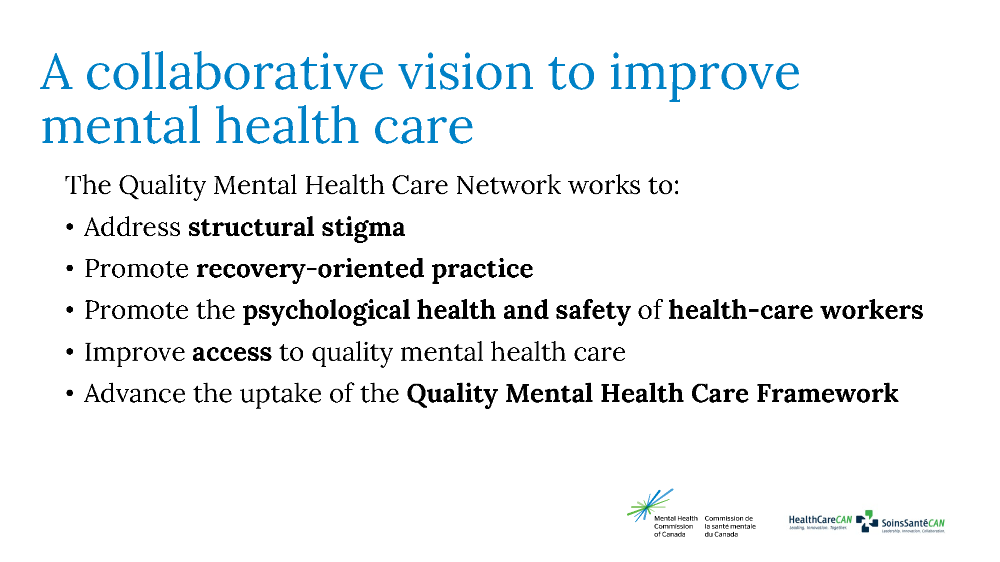 A collaborative vision to improve
mental health care
The Quality Mental Health Care Network works to:
• Address structural stigma
• Promote recovery-oriented practice
• Promote the psychological health and safety of health-care workers
• Improve access to quality mental health care
• Advance the uptake of the Quality Mental Health Care Framework
Mental Health
Commission
of Canada
Commission de
la santé mentale
du Canada
HealthCareCAN
Leading. Innovation. Together.
SoinsSantéCAN
Leadership. Innovation. Collaboration.